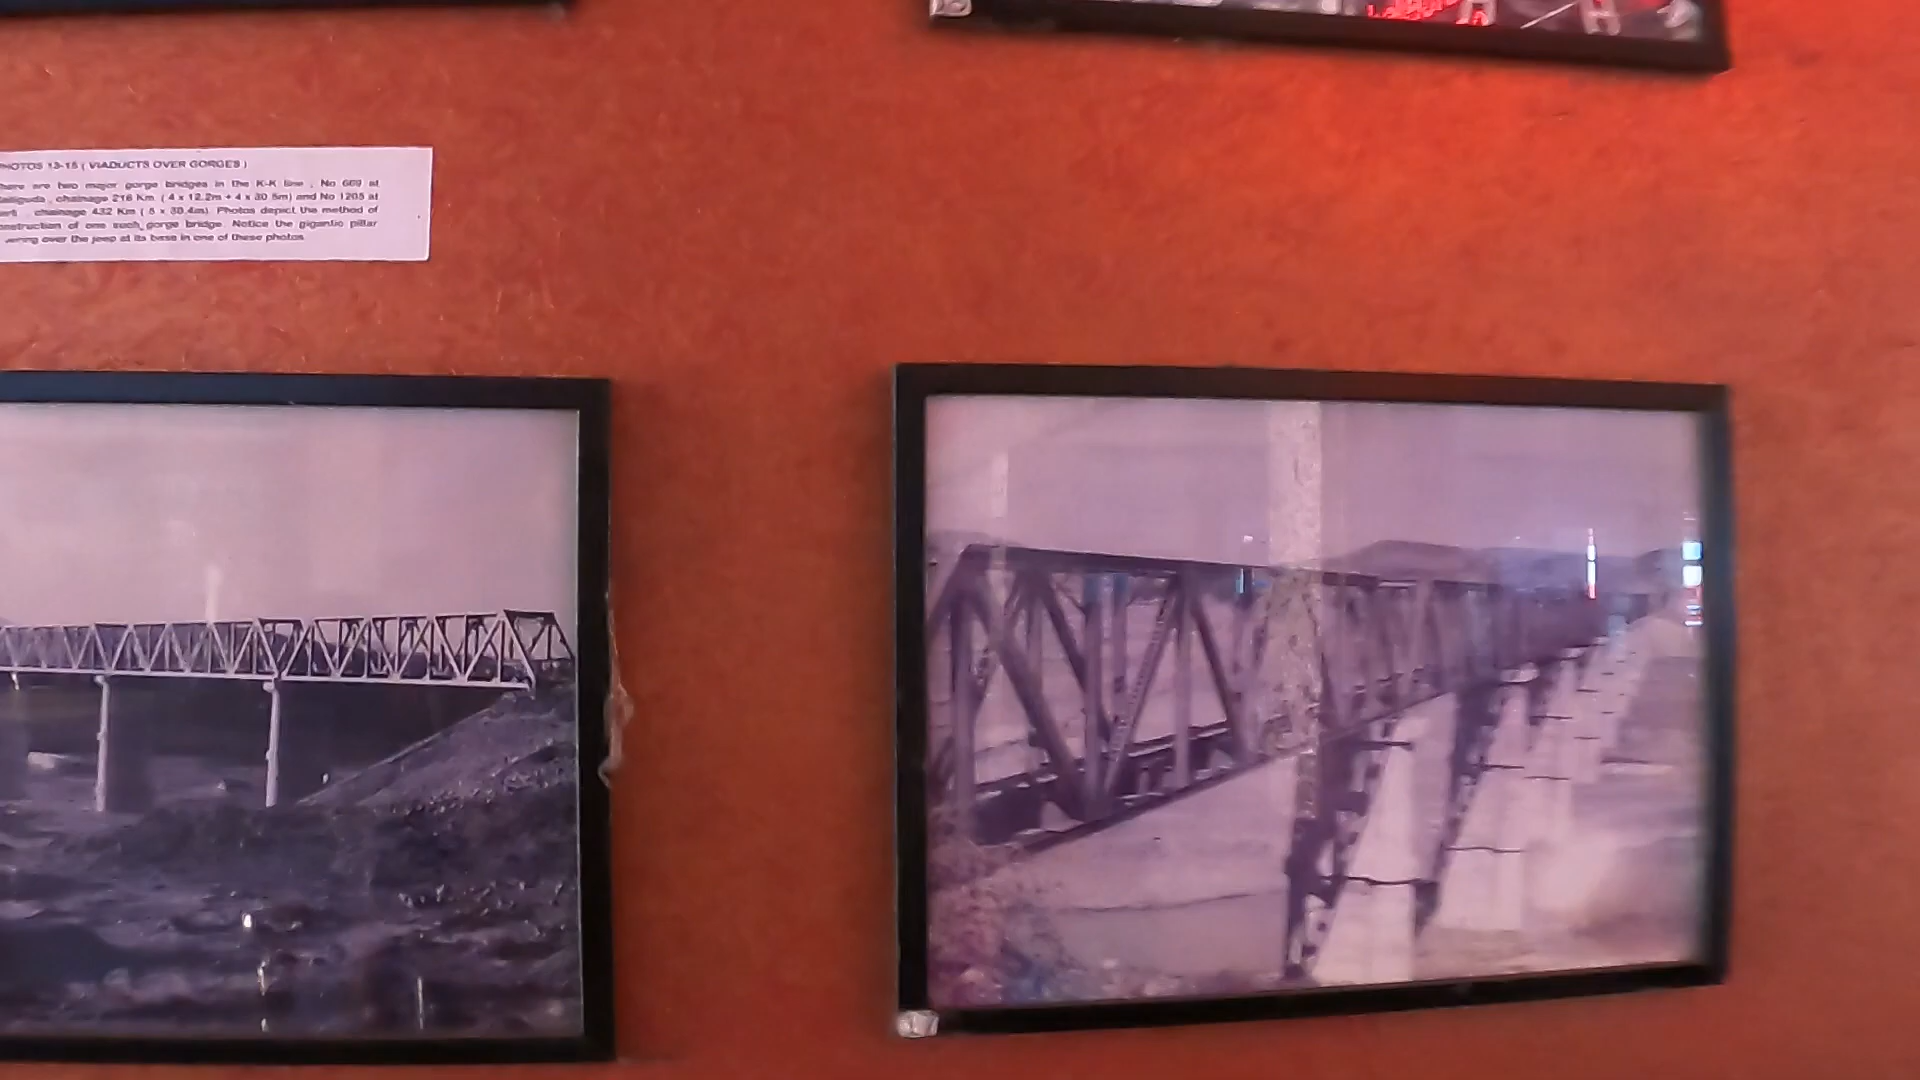 PHOTOS 13-15 ( VIADUCTS OVER GORGES )
here are two major gorge bridges in the K-K line , No 669 at
, chainage 216 Km ( 4 x 12.2m + 4 x 30.5m) and No 1205 at
, chainage 432 Km ( 5 x 30.4m). Photos depict the method of
nstruction of one such gorge bridge. Notice the gigantic pillar
wering over the jeep at its base in one of these photos